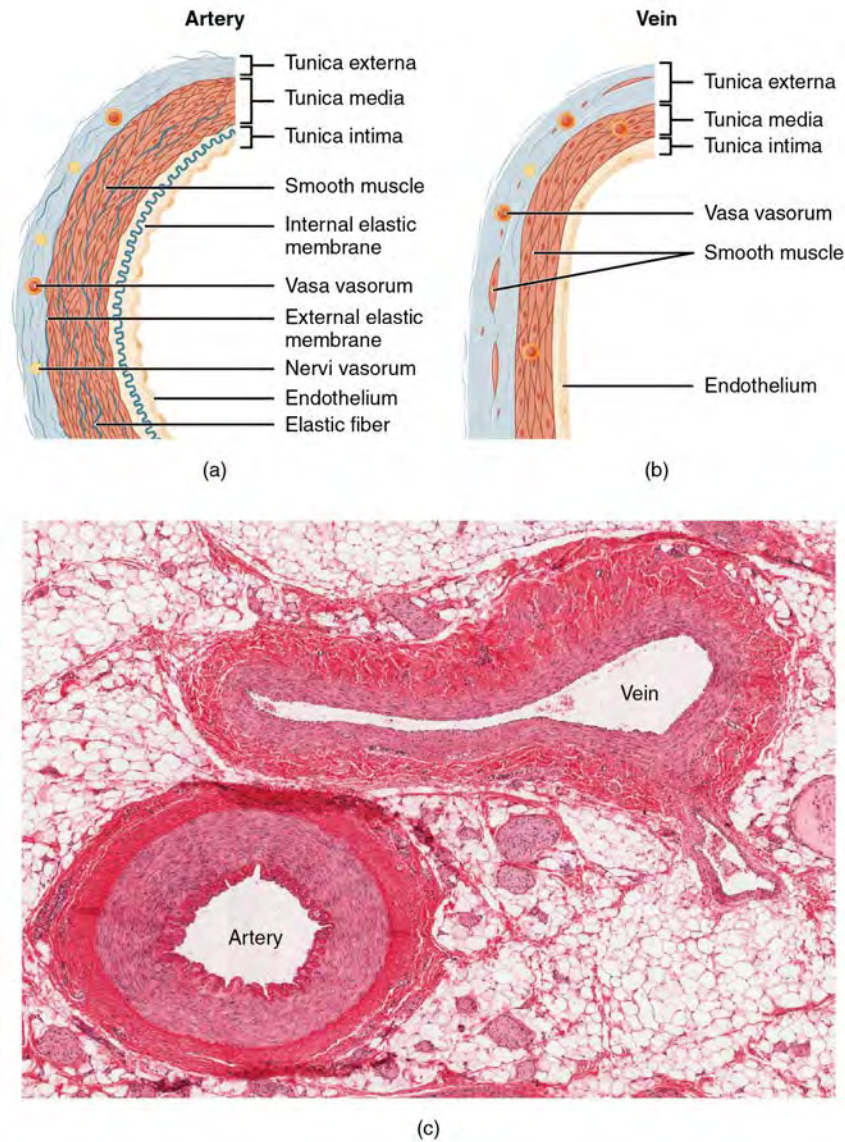 Artery
Tunica externa
Tunica media
Tunica intima
Smooth muscle
Internal elastic
membrane
Vasa vasorum
External elastic
membrane
Nervi vasorum
Endothelium
Elastic fiber
(a)
Vein
Tunica externa
Tunica media
Tunica intima
Vasa vasorum
Smooth muscle
Endothelium
(b)
Vein
Artery
(c)